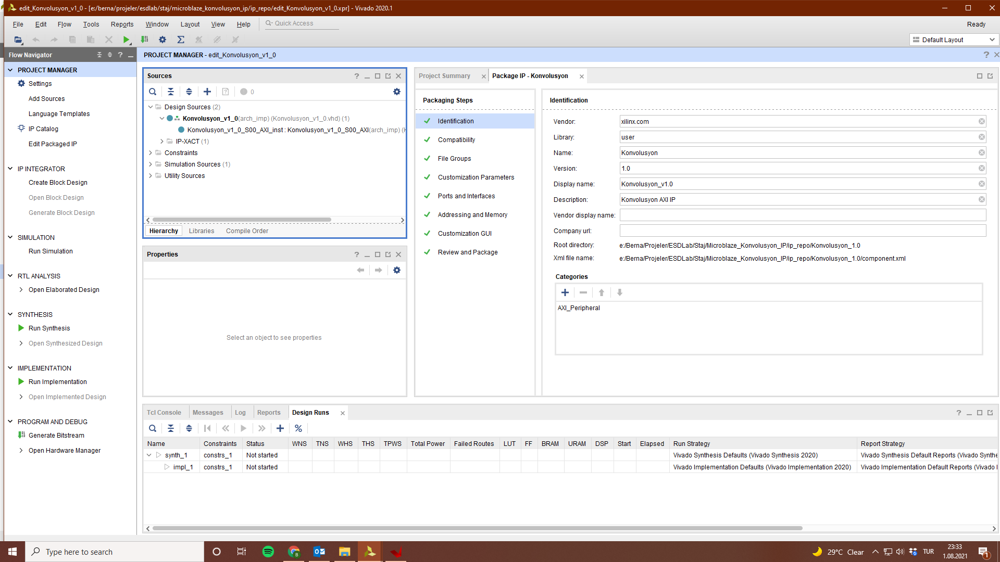 edit_Konvolusyon_v1_0 - [e:/berna/projeler/esdlab/staj/microblaze_konvolusyon_ip/ip_repo/edit_Konvolusyon_v1_0.xpr] - Vivado 2020.1
File Edit Flow Tools Reports Window Layout View Help Quick Access Ready
Default Layout
Flow Navigator
PROJECT MANAGER - edit_Konvolusyon_v1_0
PROJECT MANAGER
Settings
Add Sources
Language Templates
IP Catalog
Edit Packaged IP
IP INTEGRATOR
Create Block Design
Open Block Design
Generate Block Design
SIMULATION
Run Simulation
RTL ANALYSIS
Open Elaborated Design
SYNTHESIS
Run Synthesis
Open Synthesized Design
IMPLEMENTATION
Run Implementation
Open Implemented Design
PROGRAM AND DEBUG
Generate Bitstream
Open Hardware Manager
Sources
0
Design Sources (2)
Konvolusyon_v1_0(arch_imp) (Konvolusyon_v1_0.vhd) (1)
Konvolusyon_v1_0_S00_AXI_inst : Konvolusyon_v1_0_S00_AXI(arch_imp)
IP-XACT (1)
Constraints
Simulation Sources (1)
Utility Sources
Hierarchy Libraries Compile Order
Properties
Select an object to see properties
Project Summary Package IP - Konvolusyon
Packaging Steps
Identification
Compatibility
File Groups
Customization Parameters
Ports and Interfaces
Addressing and Memory
Customization GUI
Review and Package
Identification
Vendor: xilinx.com
Library: user
Name: Konvolusyon
Version: 1.0
Display name: Konvolusyon_v1.0
Description: Konvolusyon AXI IP
Vendor display name:
Company url:
Root directory: e:/Berna/Projeler/ESDLab/Staj/Microblaze_Konvolusyon_IP/ip_repo/Konvolusyon_1.0
Xml file name: e:/Berna/Projeler/ESDLab/Staj/Microblaze_Konvolusyon_IP/ip_repo/Konvolusyon_1.0/component.xml
Categories
AXI_Peripheral
Tcl Console Messages Log Reports Design Runs
Name Constraints Status WNS TNS WHS THS TPWS Total Power Failed Routes LUT FF BRAM URAM DSP Start Elapsed Run Strategy Report Strategy
synth_1 constrs_1 Not started Vivado Synthesis Defaults (Vivado Synthesis 2020) Vivado Synthesis Default Reports (Vivado Synthe
impl_1 constrs_1 Not started Vivado Implementation Defaults (Vivado Implementation 2020) Vivado Implementation Default Reports (Vivado I
Type here to search
29°C Clear
TUR
23:33
1.08.2021
1